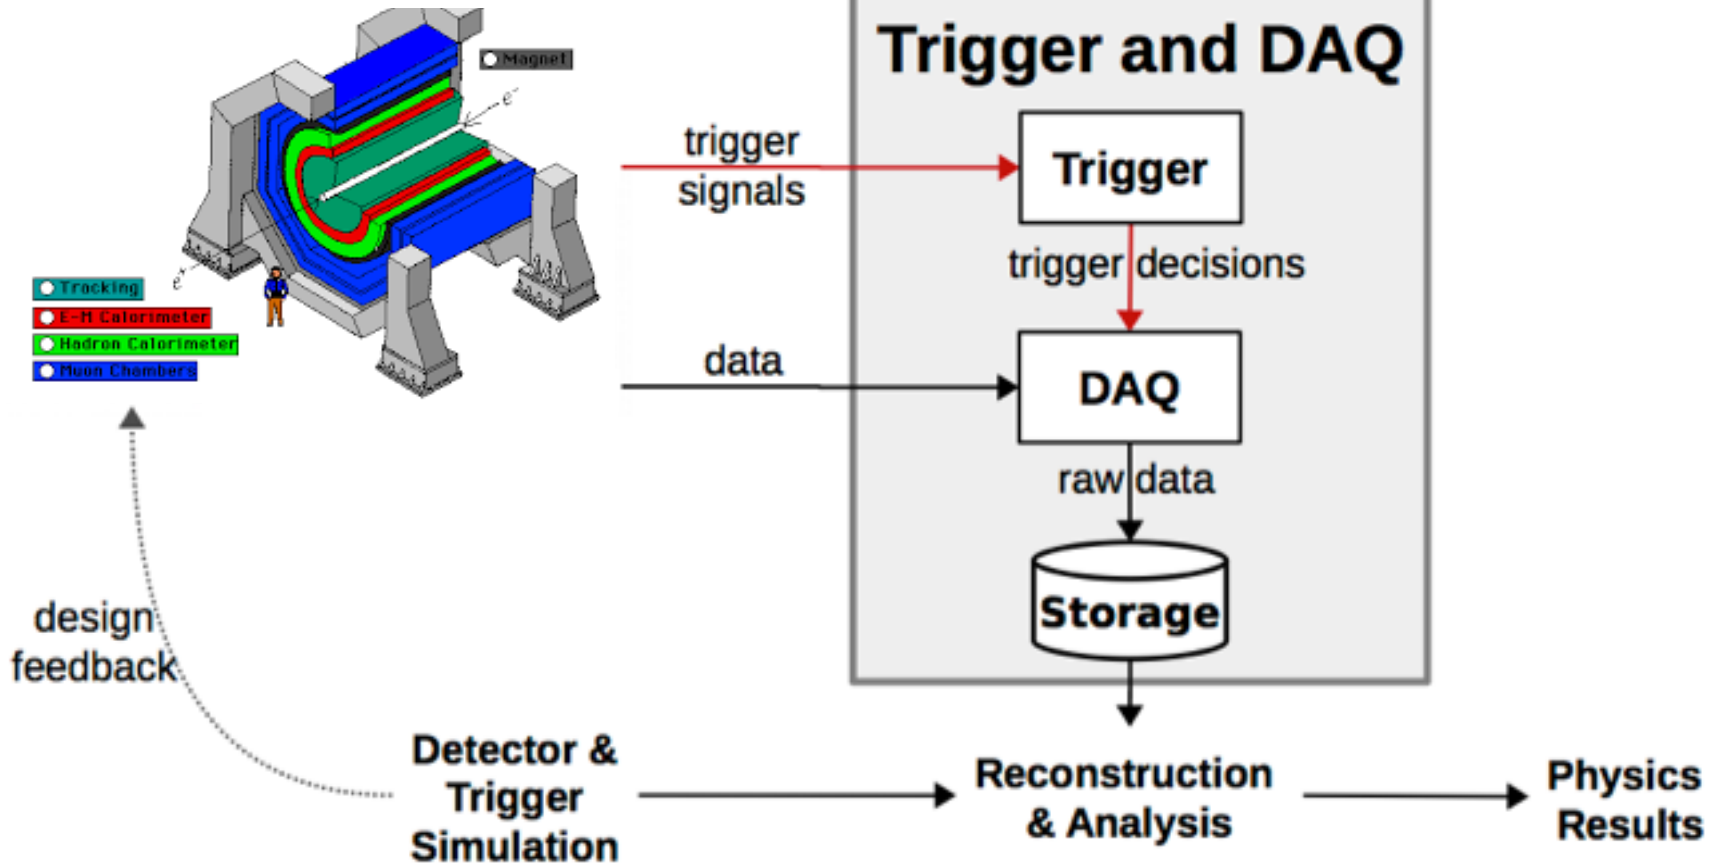 Trigger and DAQ
Magnet
e⁻
trigger
signals
Trigger
trigger decisions
e⁺
Tracking
E-M Calorimeter
Hadron Calorimeter
Muon Chambers
data
DAQ
raw data
Storage
design
feedback
Detector &
Trigger
Simulation
Reconstruction
& Analysis
Physics
Results